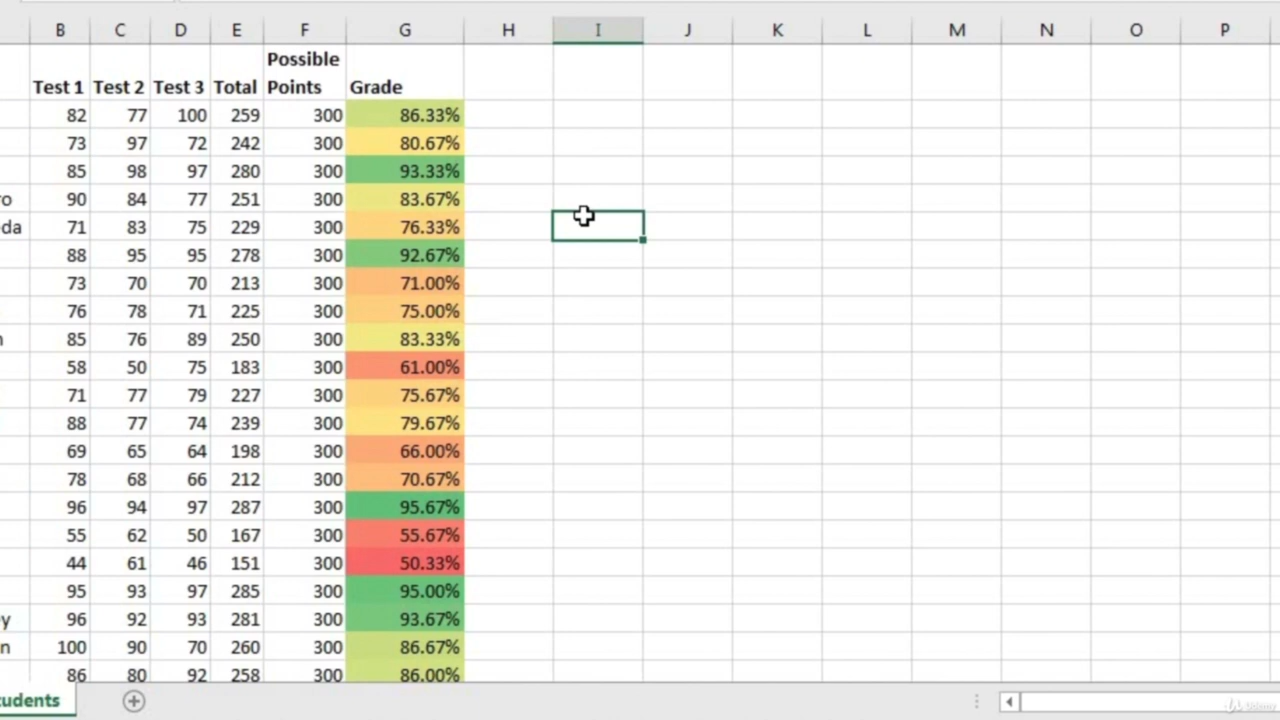 B C D E F G H I J K L M N O P
Possible
Test 1 Test 2 Test 3 Total Points Grade
82 77 100 259 300 86.33%
73 97 72 242 300 80.67%
85 98 97 280 300 93.33%
ro 90 84 77 251 300 83.67%
da 71 83 75 229 300 76.33%
88 95 95 278 300 92.67%
73 70 70 213 300 71.00%
76 78 71 225 300 75.00%
n 85 76 89 250 300 83.33%
58 50 75 183 300 61.00%
71 77 79 227 300 75.67%
88 77 74 239 300 79.67%
69 65 64 198 300 66.00%
78 68 66 212 300 70.67%
96 94 97 287 300 95.67%
55 62 50 167 300 55.67%
44 61 46 151 300 50.33%
95 93 97 285 300 95.00%
y 96 92 93 281 300 93.67%
n 100 90 70 260 300 86.67%
86 80 92 258 300 86.00%
tudents
Udemy